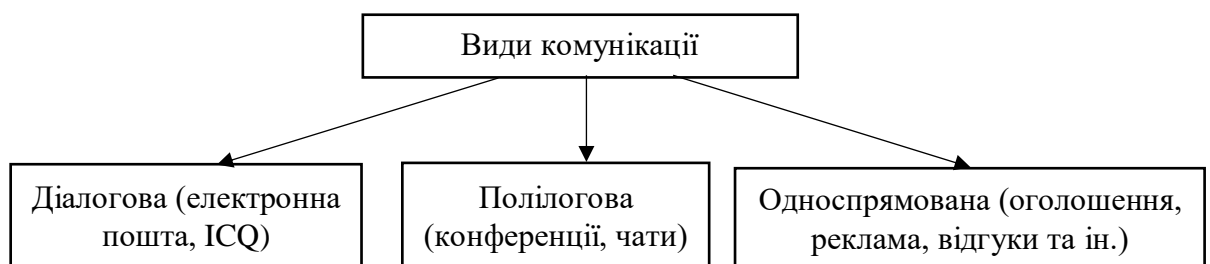 Види комунікації
Діалогова (електронна
пошта, ICQ)
Полілогова
(конференції, чати)
Односпрямована (оголошення,
реклама, відгуки та ін.)